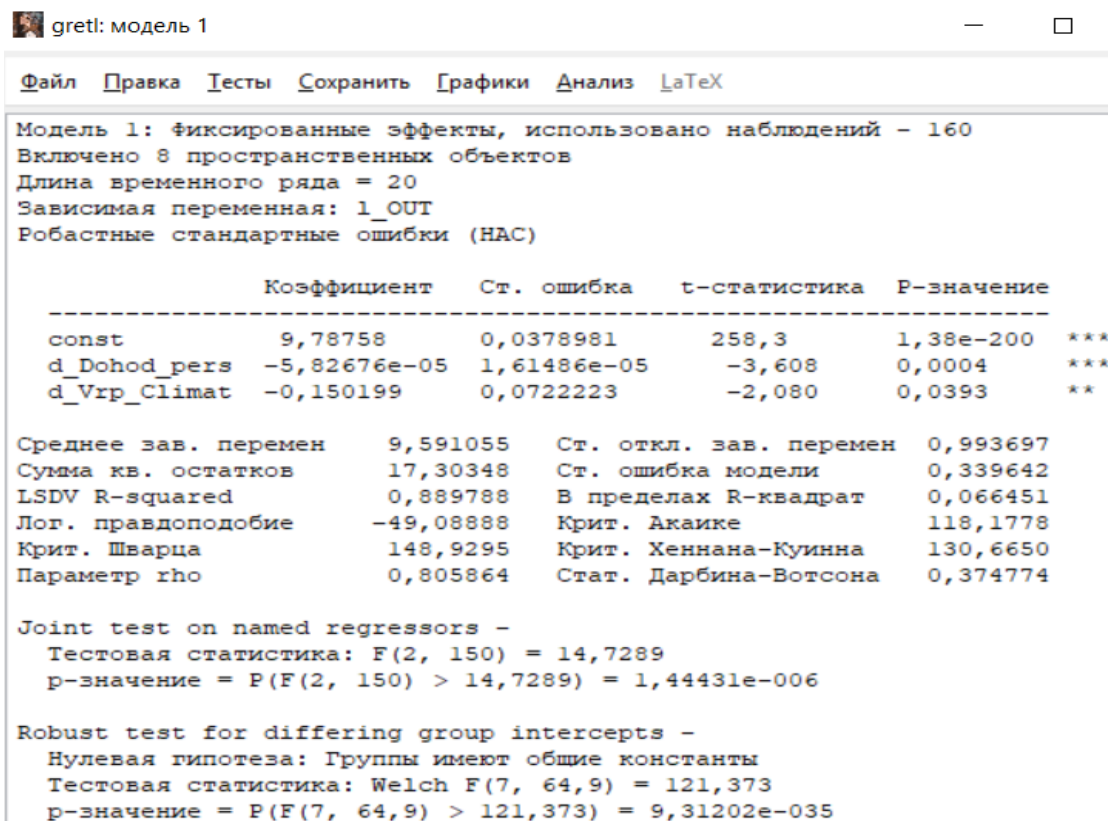 gretl: модель 1
Файл Правка Тесты Сохранить Графики Анализ LaTeX
Модель 1: Фиксированные эффекты, использовано наблюдений - 160
Включено 8 пространственных объектов
Длина временного ряда = 20
Зависимая переменная: l_OUT
Робастные стандартные ошибки (HAC)
Коэффициент Ст. ошибка t-статистика P-значение
------------------------------------------------------------------
const 9,78758 0,0378981 258,3 1,38e-200 ***
d_Dohod_pers -5,82676e-05 1,61486e-05 -3,608 0,0004 ***
d_Vrp_Climat -0,150199 0,0722223 -2,080 0,0393 **
Среднее зав. перемен 9,591055 Ст. откл. зав. перемен 0,993697
Сумма кв. остатков 17,30348 Ст. ошибка модели 0,339642
LSDV R-squared 0,889788 В пределах R-квадрат 0,066451
Лог. правдоподобие -49,08888 Крит. Акаике 118,1778
Крит. Шварца 148,9295 Крит. Хеннана-Куинна 130,6650
Параметр rho 0,805864 Стат. Дарбина-Вотсона 0,374774
Joint test on named regressors -
Тестовая статистика: F(2, 150) = 14,7289
р-значение = P(F(2, 150) > 14,7289) = 1,44431e-006
Robust test for differing group intercepts -
Нулевая гипотеза: Группы имеют общие константы
Тестовая статистика: Welch F(7, 64,9) = 121,373
р-значение = P(F(7, 64,9) > 121,373) = 9,31202e-035